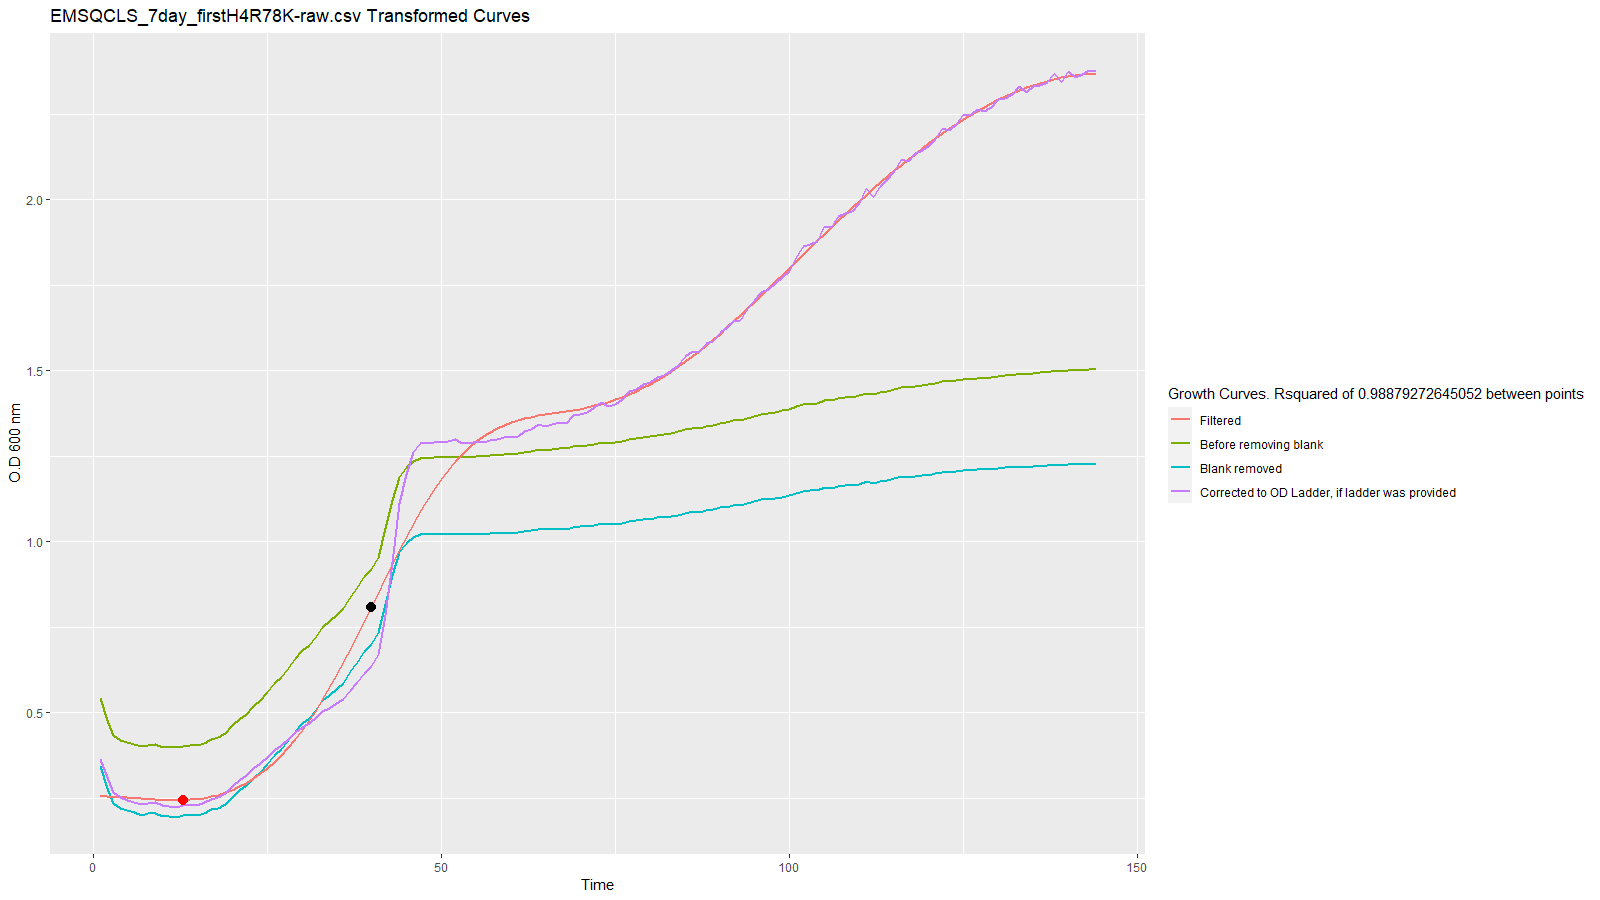 EMSQCLS_7day_firstH4R78K-raw.csv Transformed Curves
2.0
1.5
1.0
0.5
O.D 600 nm
0
50
100
150
Time
Growth Curves. Rsquared of 0.98879272645052 between points
Filtered
Before removing blank
Blank removed
Corrected to OD Ladder, if ladder was provided